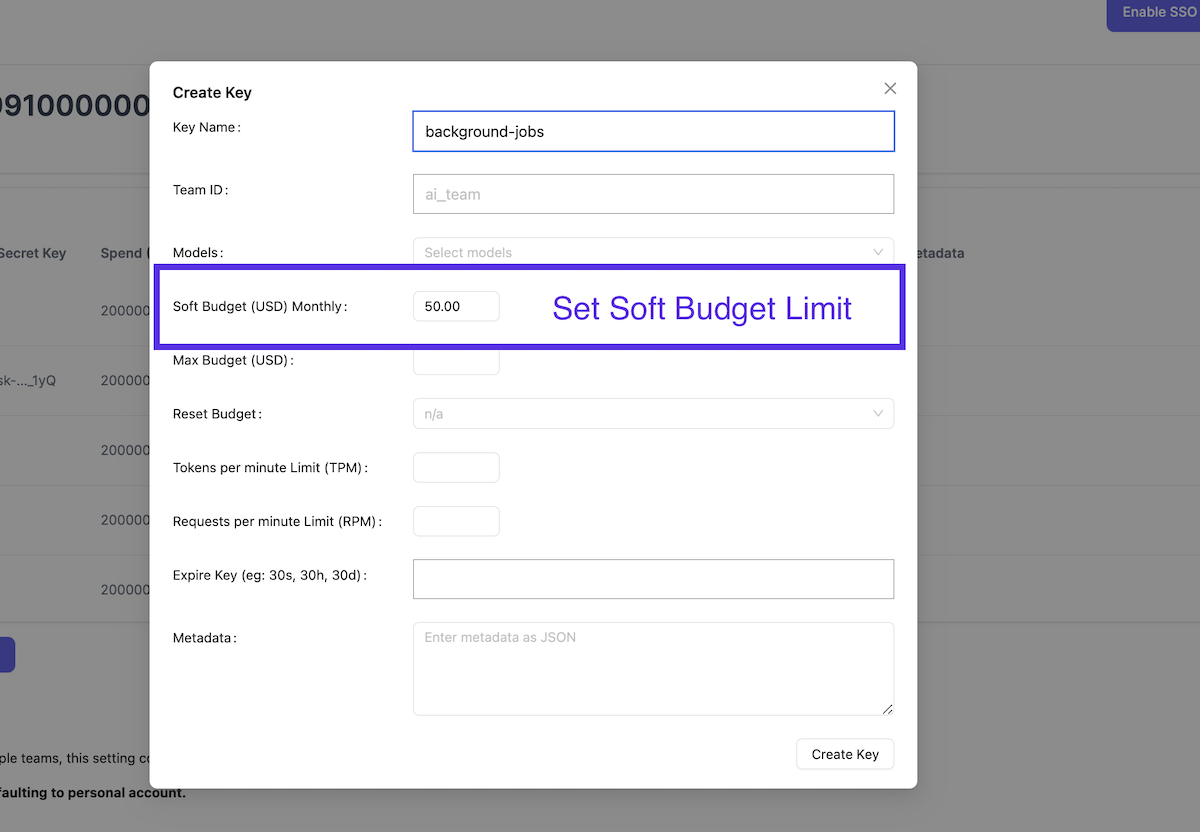 Enable SSO
0910000000
Create Key
Key Name:
background-jobs
Team ID:
ai_team
Secret Key
Spend (
Models:
Select models
etadata
Soft Budget (USD) Monthly:
50.00
Set Soft Budget Limit
200000
Max Budget (USD):
sk-..._1yQ
200000
Reset Budget:
n/a
200000
Tokens per minute Limit (TPM):
200000
Requests per minute Limit (RPM):
Expire Key (eg: 30s, 30h, 30d):
200000
Metadata:
Enter metadata as JSON
ple teams, this setting co
Create Key
faulting to personal account.